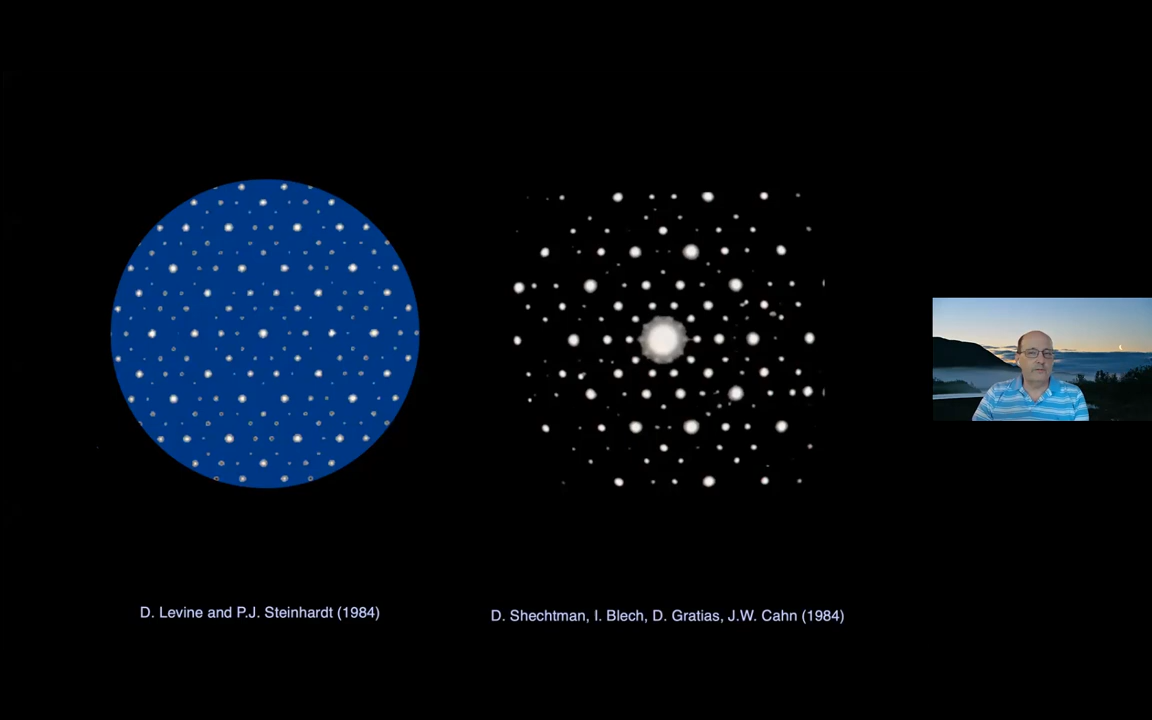 D. Levine and P.J. Steinhardt (1984)
D. Shechtman, I. Blech, D. Gratias, J.W. Cahn (1984)